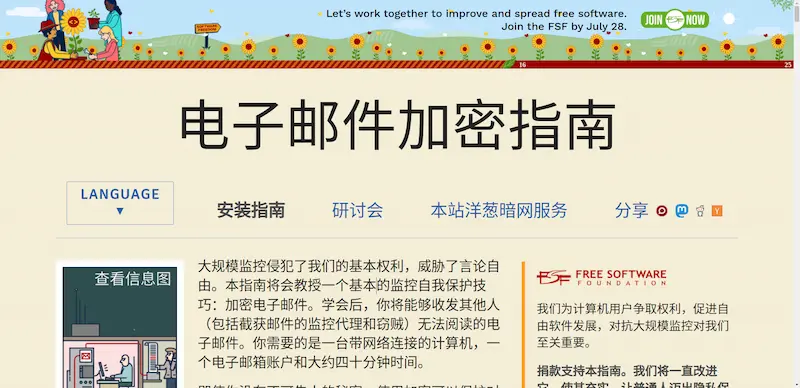 Let's work together to improve and spread free software.
Join the FSF by July 28.
JOIN FSF NOW
SOFTWARE FREEDOM
16
25
电子邮件加密指南
LANGUAGE
▼
安装指南
研讨会
本站洋葱暗网服务
分享
查看信息图
大规模监控侵犯了我们的基本权利，威胁了言论自
由。本指南将会教授一个基本的监控自我保护技
巧：加密电子邮件。学会后，你将能够收发其他人
（包括截获邮件的监控代理和窃贼）无法阅读的电
子邮件。你需要的是一台带网络连接的计算机，一
个电子邮箱账户和大约四十分钟时间。
FSF FREE SOFTWARE
FOUNDATION
我们为计算机用户争取权利，促进自
由软件发展，对抗大规模监控对我们
至关重要。
捐款支持本指南。我们将一直改进